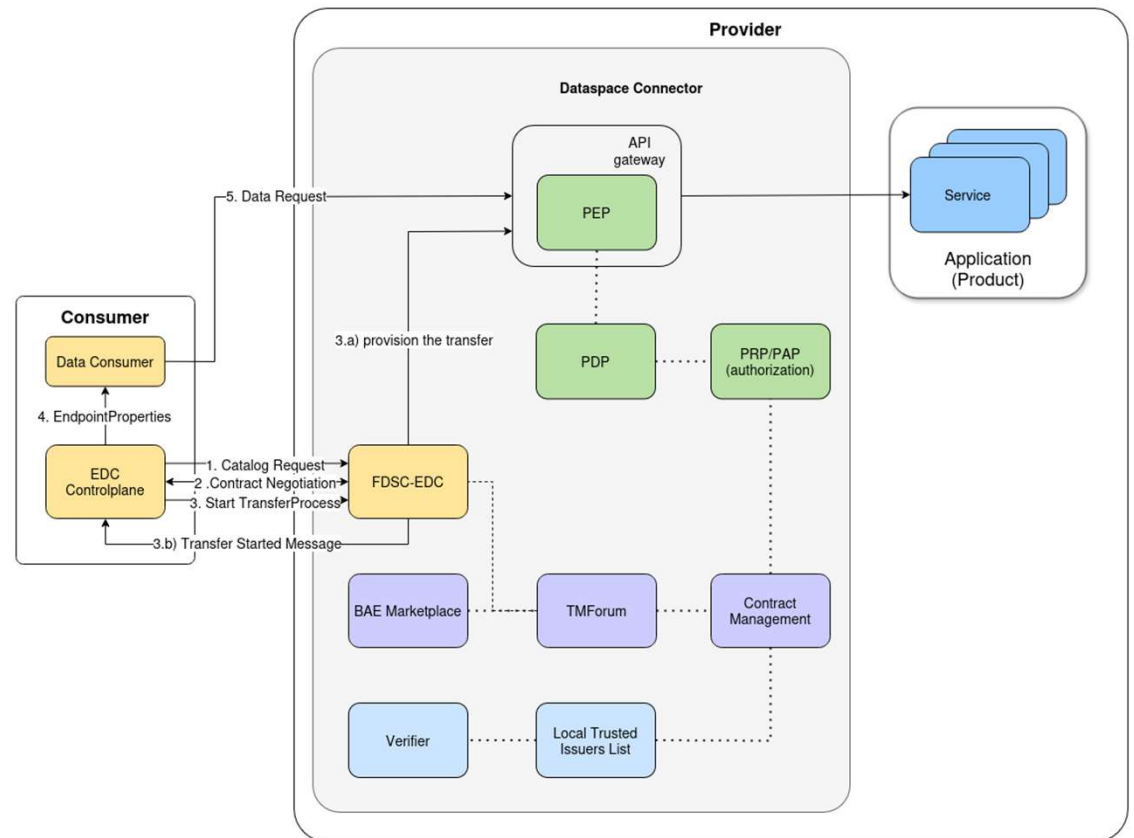 Provider
Dataspace Connector
API
gateway
5. Data Request
PEP
Service
Application
(Product)
Consumer
3.a) provision the transfer
Data Consumer
PDP
PRP/PAP
(authorization)
4. EndpointProperties
EDC
Controlplane
1. Catalog Request
2 .Contract Negotiation
3. Start TransferProcess
FDSC-EDC
3.b) Transfer Started Message
BAE Marketplace
TMForum
Contract
Management
Verifier
Local Trusted
Issuers List